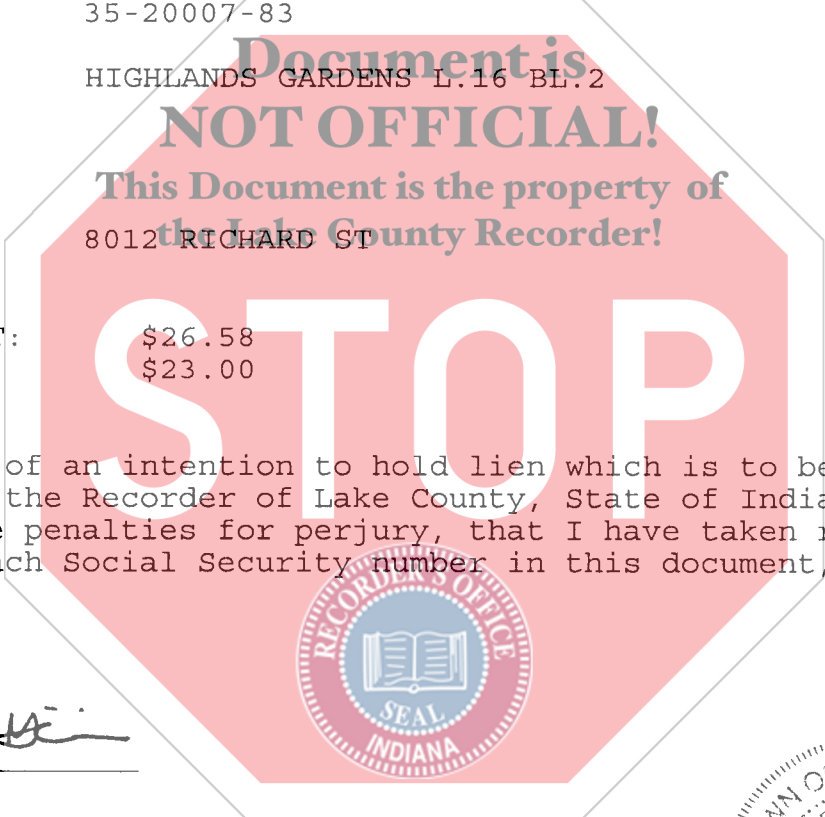 35-20007-83
Document is
HIGHLANDS GARDENS L.16 BL.2
NOT OFFICIAL!
This Document is the property of
the Lake County Recorder!
8012 RICHARD ST
T: $26.58
$23.00
STOP
of an intention to hold lien which is to be
the Recorder of Lake County, State of India
e penalties for perjury, that I have taken r
ach Social Security number in this document,
RECORDER'S OFFICE
SEAL
INDIANA